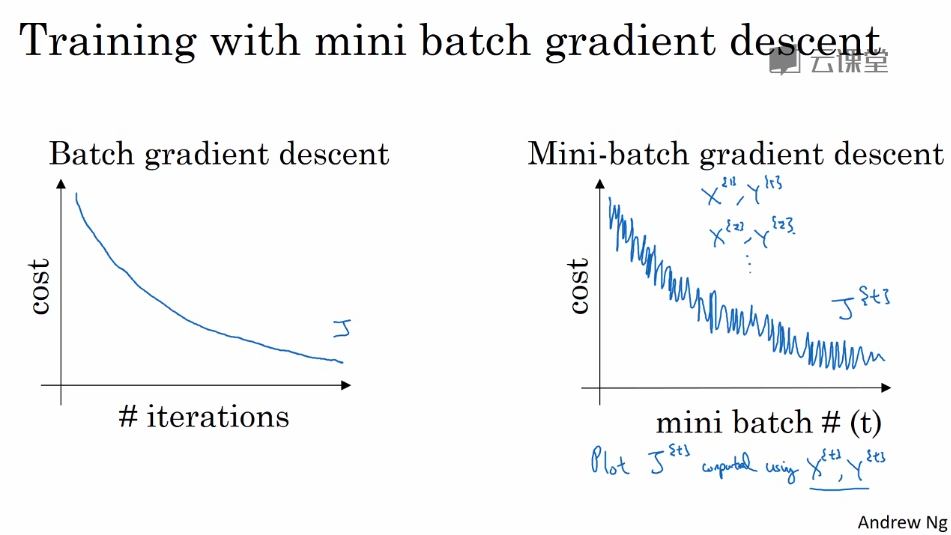 Training with mini batch gradient descent
云课堂
Batch gradient descent
cost
J
# iterations
Mini-batch gradient descent
X^{1}, Y^{1}
X^{2}, Y^{2}.
⋮
cost
J^{t}
mini batch # (t)
Plot J^{t} computed using X^{t}, Y^{t}
Andrew Ng